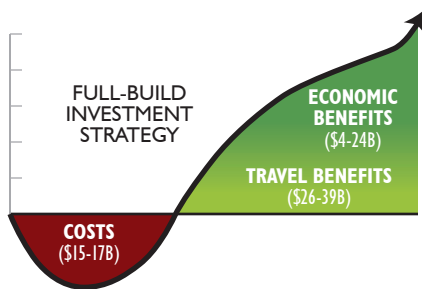 FULL-BUILD
INVESTMENT
STRATEGY
ECONOMIC
BENEFITS
($4-24B)
TRAVEL BENEFITS
($26-39B)
COSTS
($15-17B)